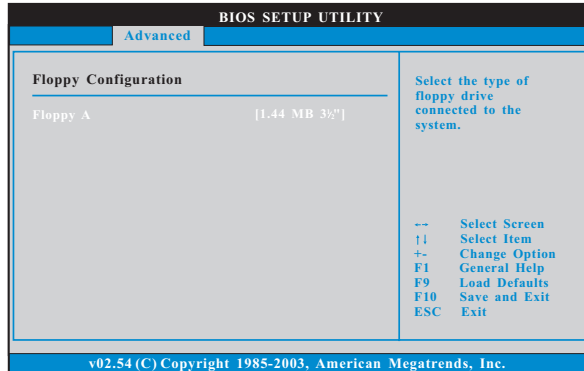 BIOS SETUP UTILITY
Advanced
Floppy Configuration
Floppy A [1.44 MB 3½"]
Select the type of
floppy drive
connected to the
system.
←→ Select Screen
↑↓ Select Item
+- Change Option
F1 General Help
F9 Load Defaults
F10 Save and Exit
ESC Exit
v02.54 (C) Copyright 1985-2003, American Megatrends, Inc.